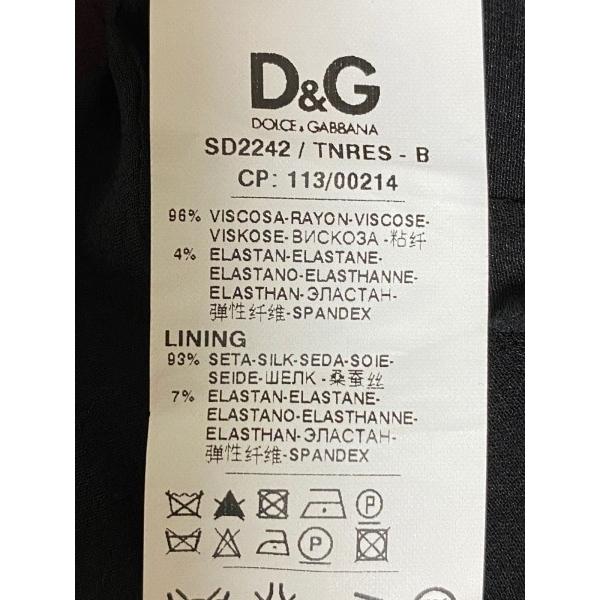 D&G
DOLCE & GABBANA
SD2242 / TNRES - B
CP: 113/00214
96% VISCOSA-RAYON-VISCOSE-
VISKOSE-ВИСКОЗА -粘纤
4% ELASTAN-ELASTANE-
ELASTANO-ELASTHANNE-
ELASTHAN-ЭЛАСТАН-
弹性纤维-SPANDEX
LINING
93% SETA-SILK-SEDA-SOIE-
SEIDE-ШЕЛК -桑蚕丝
7% ELASTAN-ELASTANE-
ELASTANO-ELASTHANNE-
ELASTHAN-ЭЛАСТАН-
弹性纤维-SPANDEX
P
P